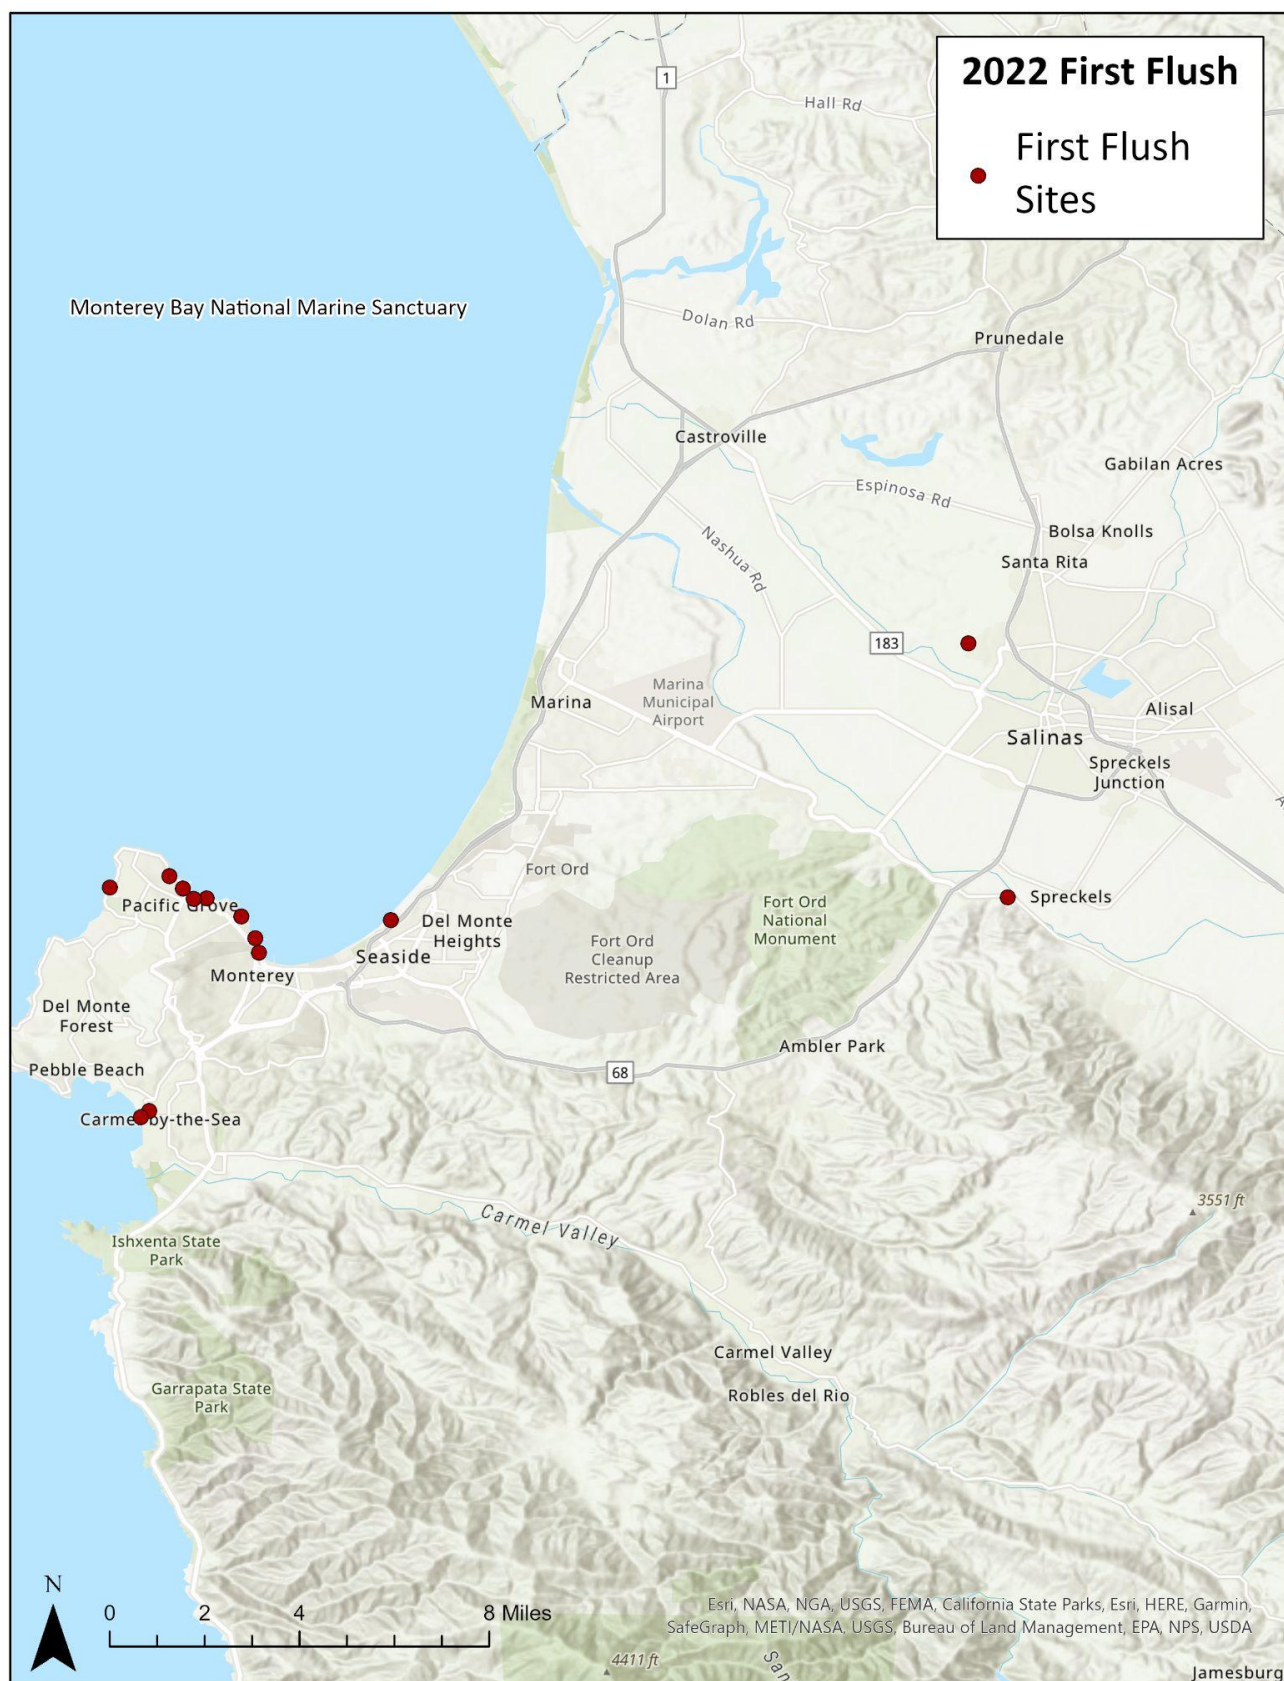 2022 First Flush
First Flush
Sites
1
Hall Rd
Monterey Bay National Marine Sanctuary
Dolan Rd
Prunedale
Castroville
Gabilan Acres
Espinosa Rd
Bolsa Knolls
Nashua Rd
Santa Rita
183
Marina
Municipal
Airport
Marina
Alisal
Salinas
Spreckels
Junction
Fort Ord
Pacific Grove
Fort Ord
National
Monument
Spreckels
Del Monte
Heights
Seaside
Fort Ord
Cleanup
Restricted Area
Monterey
Del Monte
Forest
Ambler Park
Pebble Beach
68
Carmel-by-the-Sea
3551 ft
Carmel Valley
Ishxenta State
Park
Carmel Valley
Garrapata State
Park
Robles del Rio
N
0 2 4 8 Miles
Esri, NASA, NGA, USGS, FEMA, California State Parks, Esri, HERE, Garmin,
SafeGraph, METI/NASA, USGS, Bureau of Land Management, EPA, NPS, USDA
4411 ft
San
Jamesburg